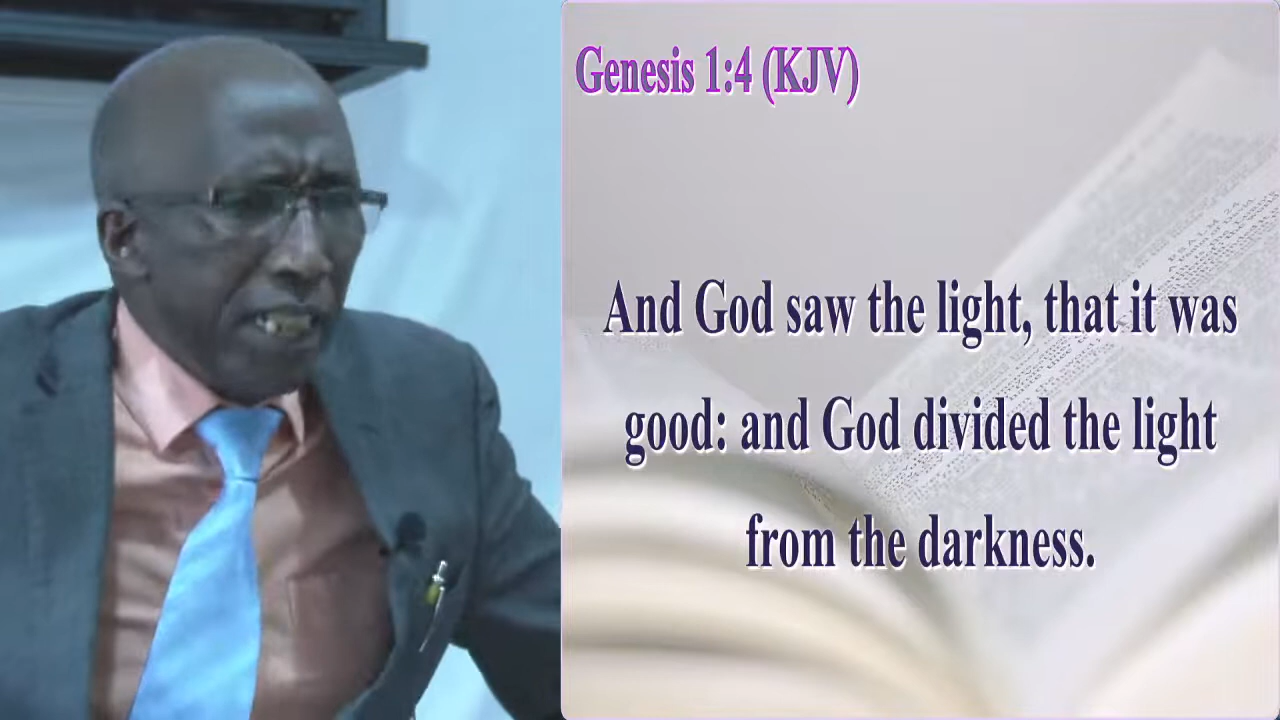 Genesis 1:4 (KJV)
And God saw the light, that it was
good: and God divided the light
from the darkness.